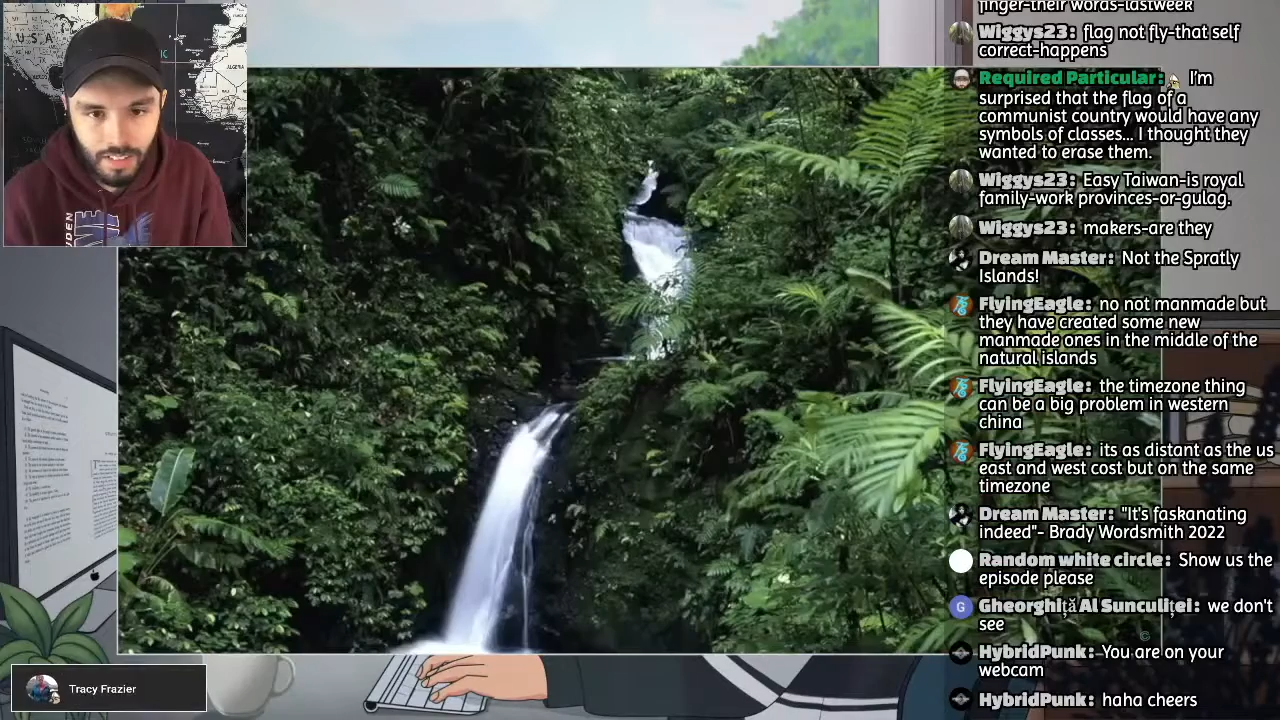 USA
ALGERIA
K
finger-their words-lastweek
Wiggys23: flag not fly-that self
correct-happens
Required Particular: I'm
surprised that the flag of a
communist country would have any
symbols of classes... I thought they
wanted to erase them.
Wiggys23: Easy Taiwan-is royal
family-work provinces-or-gulag.
Wiggys23: makers-are they
Dream Master: Not the Spratly
Islands!
FlyingEagle: no not manmade but
they have created some new
manmade ones in the middle of the
natural islands
FlyingEagle: the timezone thing
can be a big problem in western
china
FlyingEagle: its as distant as the us
east and west cost but on the same
timezone
Dream Master: "It's faskanating
indeed"- Brady Wordsmith 2022
Random white circle: Show us the
episode please
G
Gheorghiță Al Sunculiței: we don't
see
HybridPunk: You are on your
webcam
HybridPunk: haha cheers
©
Tracy Frazier